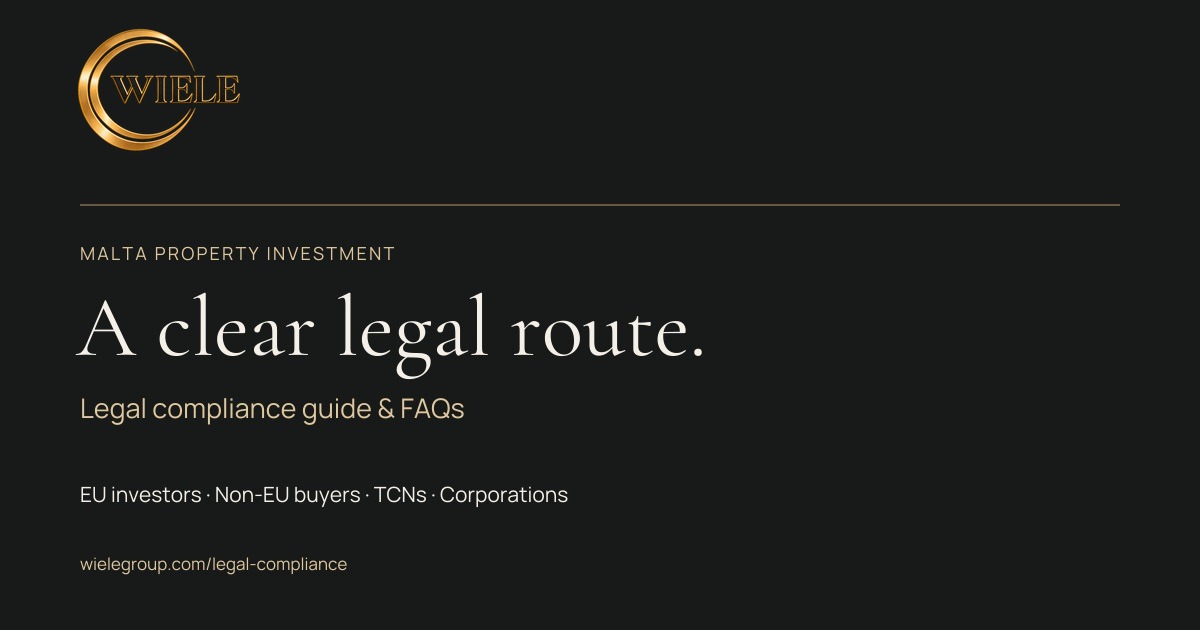 WIELE
MALTA PROPERTY INVESTMENT
A clear legal route.
Legal compliance guide & FAQs
EU investors · Non-EU buyers · TCNs · Corporations
wielegroup.com/legal-compliance